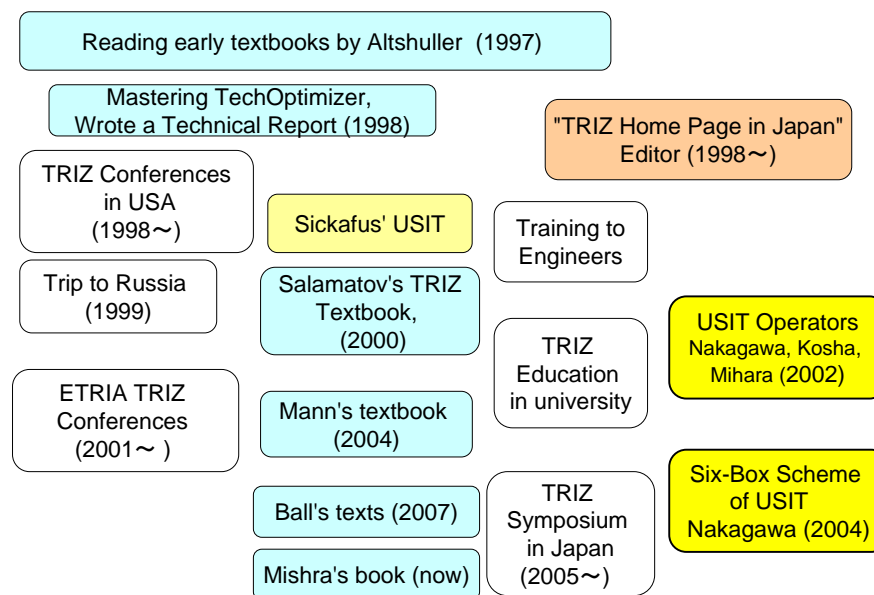 Reading early textbooks by Altshuller (1997)
Mastering TechOptimizer,
Wrote a Technical Report (1998)
"TRIZ Home Page in Japan"
Editor (1998～)
TRIZ Conferences
in USA
(1998～)
Sickafus' USIT
Training to
Engineers
Trip to Russia
(1999)
Salamatov's TRIZ
Textbook,
(2000)
USIT Operators
Nakagawa, Kosha,
Mihara (2002)
TRIZ
Education
in university
ETRIA TRIZ
Conferences
(2001～ )
Mann's textbook
(2004)
Six-Box Scheme
of USIT
Nakagawa (2004)
Ball's texts (2007)
TRIZ
Symposium
in Japan
(2005～)
Mishra's book (now)